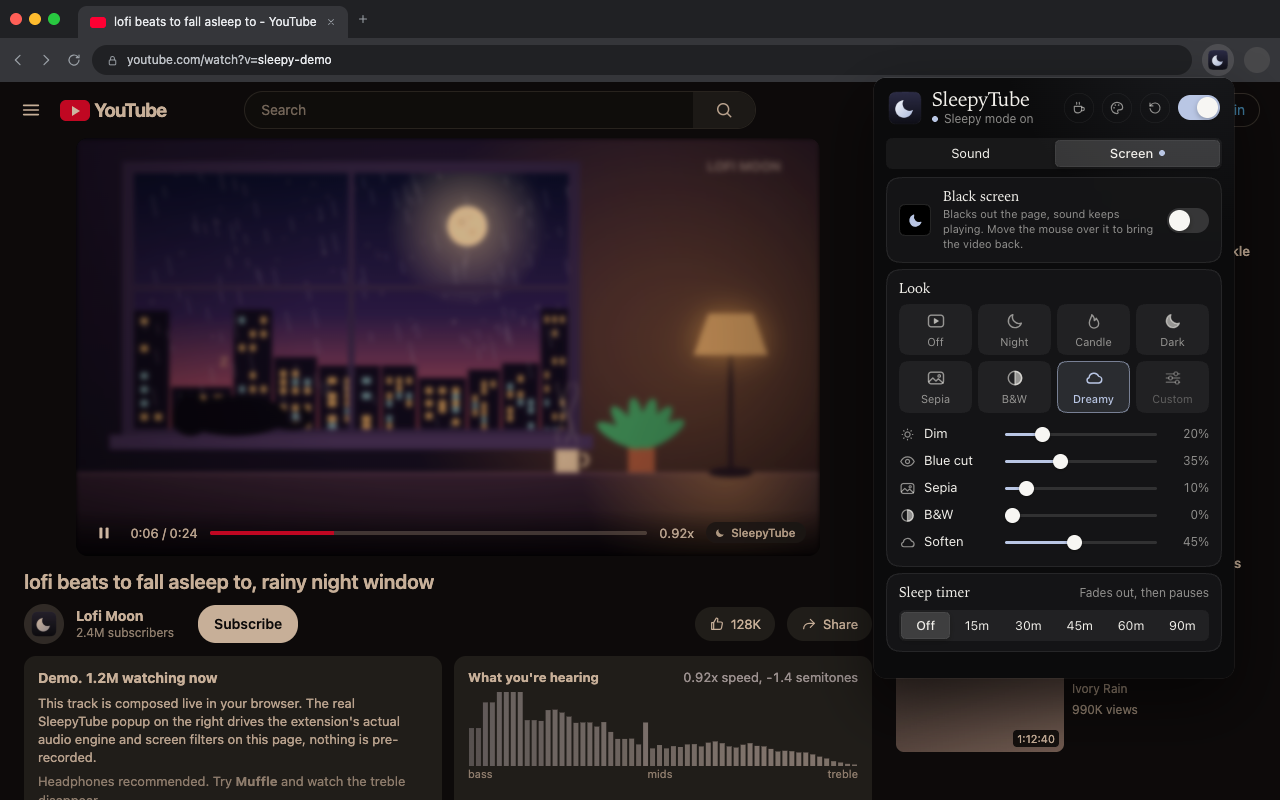 lofi beats to fall asleep to - YouTube
youtube.com/watch?v=sleepy-demo
YouTube
Search
in
LOFI MOON
0:06 / 0:24
0.92x
SleepyTube
lofi beats to fall asleep to, rainy night window
Lofi Moon
2.4M subscribers
Subscribe
128K
Share
Demo. 1.2M watching now
This track is composed live in your browser. The real
SleepyTube popup on the right drives the extension's actual
audio engine and screen filters on this page, nothing is pre-
recorded.
Headphones recommended. Try Muffle and watch the treble
disappear
What you're hearing
0.92x speed, -1.4 semitones
bass
mids
treble
SleepyTube
Sleepy mode on
Sound
Screen
Black screen
Blacks out the page, sound keeps
playing. Move the mouse over it to bring
the video back.
Look
Off
Night
Candle
Dark
Sepia
B&W
Dreamy
Custom
Dim
20%
Blue cut
35%
Sepia
10%
B&W
0%
Soften
45%
Sleep timer
Fades out, then pauses
Off
15m
30m
45m
60m
90m
kle
s
Ivory Rain
990K views
1:12:40